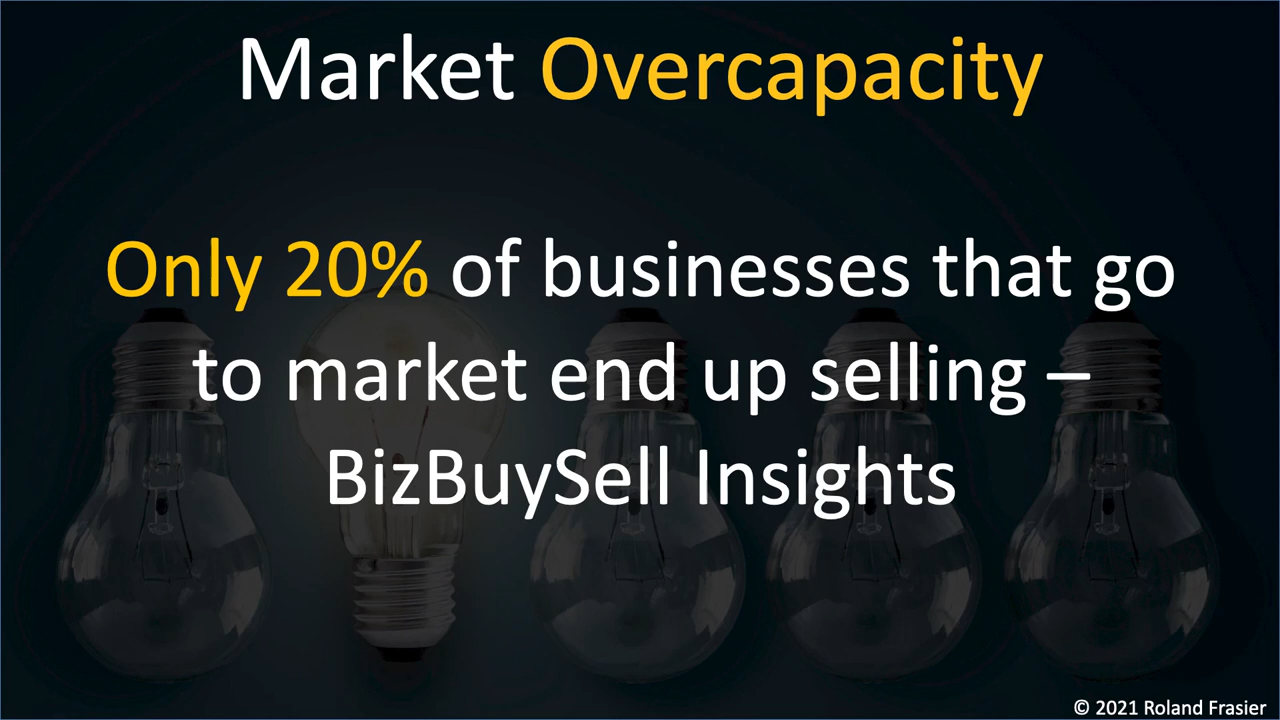 Market Overcapacity
Only 20% of businesses that go
to market end up selling –
BizBuySell Insights
© 2021 Roland Frasier